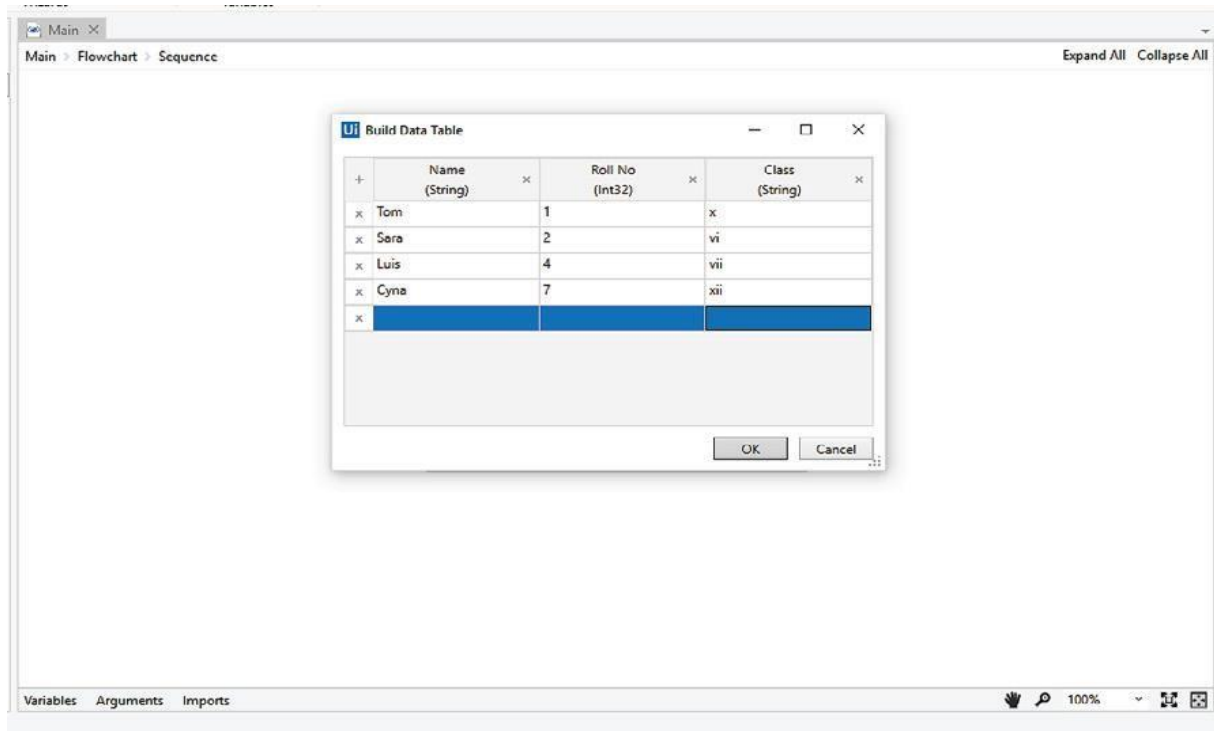 Main ×
Main > Flowchart > Sequence
Expand All Collapse All
Ui Build Data Table
+ Name × Roll No × Class ×
(String) (Int32) (String)
× Tom 1 x
× Sara 2 vi
× Luis 4 vii
× Cyna 7 xii
×
OK Cancel
Variables Arguments Imports 100%